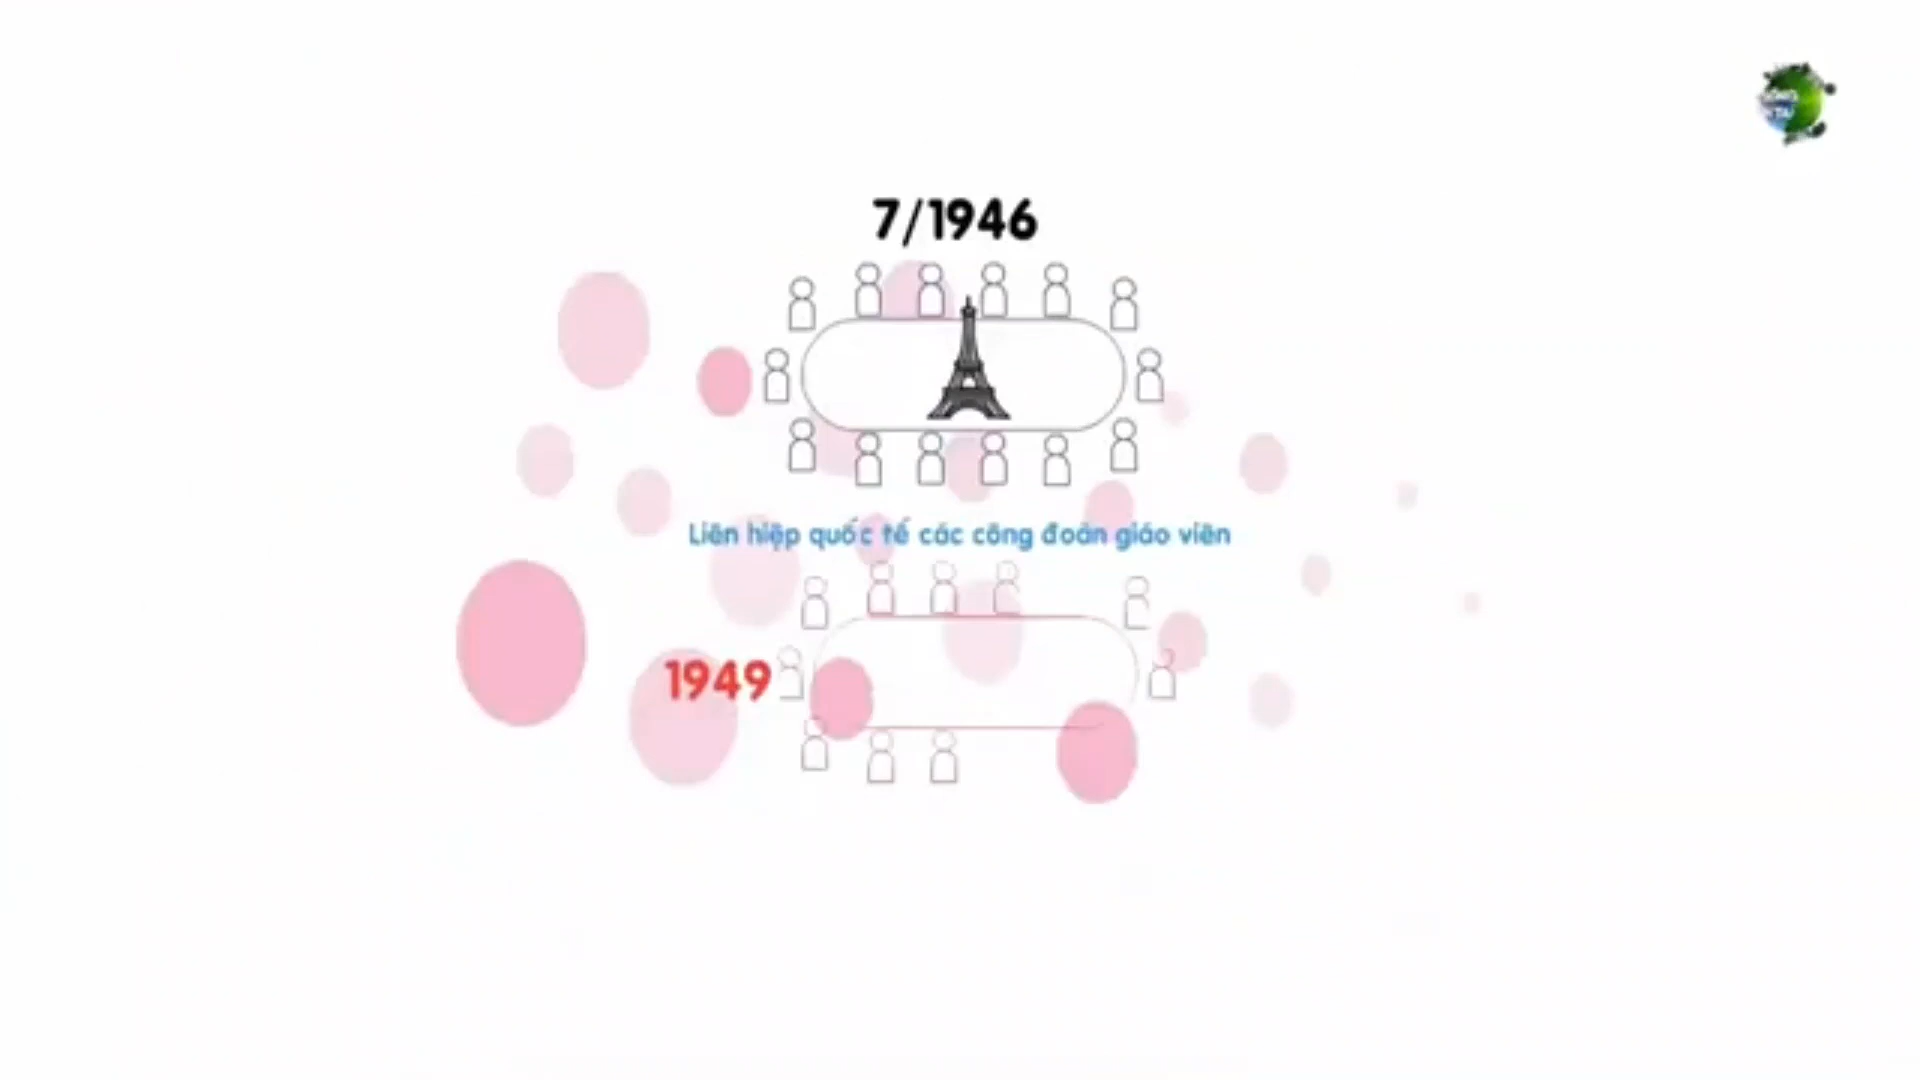 7/1946
Liên hiệp quốc tế các công đoàn giáo viên
1949